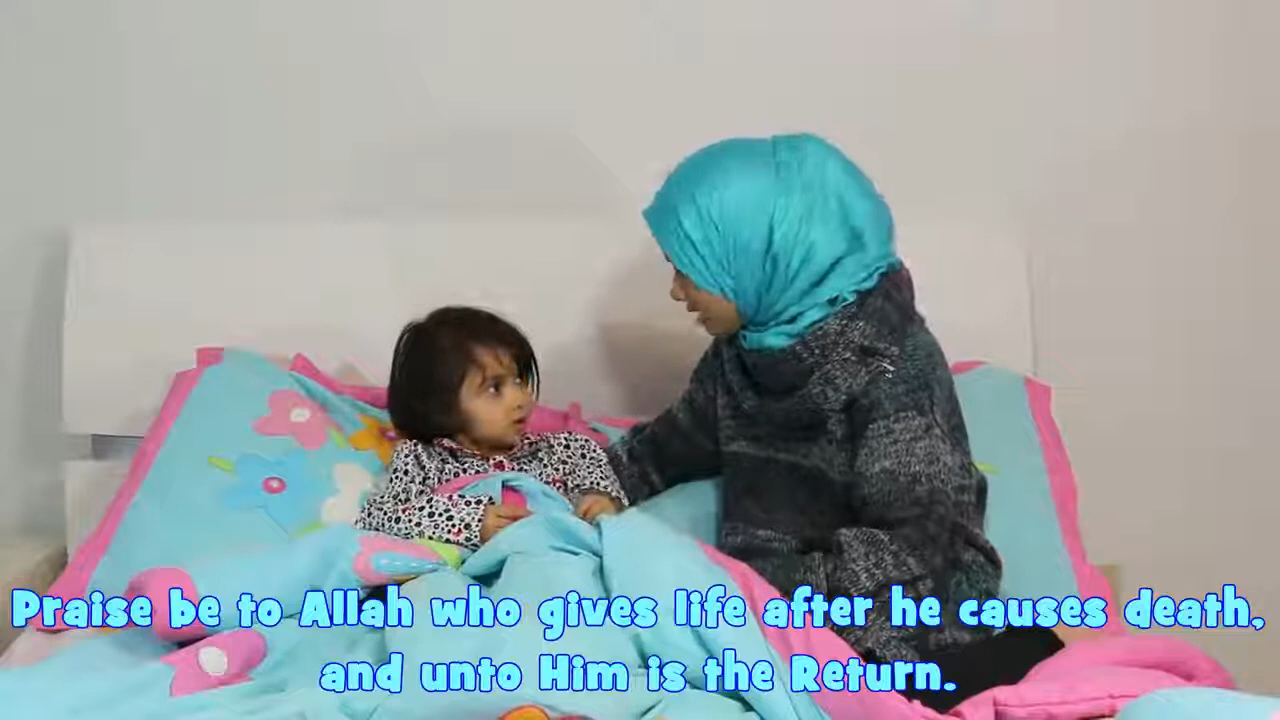 Praise be to Allah who gives life after he causes death,
and unto Him is the Return.